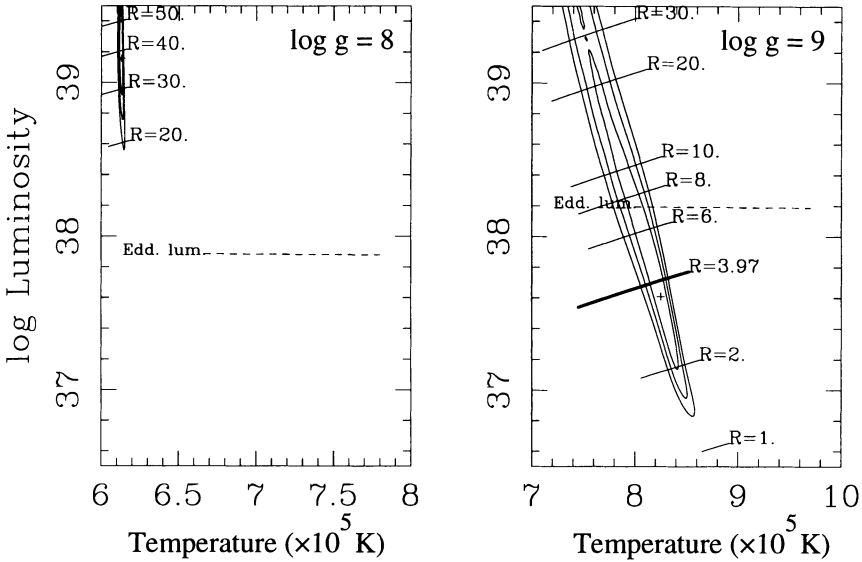 log g = 8
R=50.
R=40.
R=30.
R=20.
Edd. lum.
log Luminosity
39
38
37
6
6.5
7
7.5
8
Temperature (×10^5 K)
log g = 9
R=30.
R=20.
R=10.
R=8.
Edd. lum.
R=6.
R=3.97
R=2.
R=1.
39
38
37
7
8
9
10
Temperature (×10^5 K)